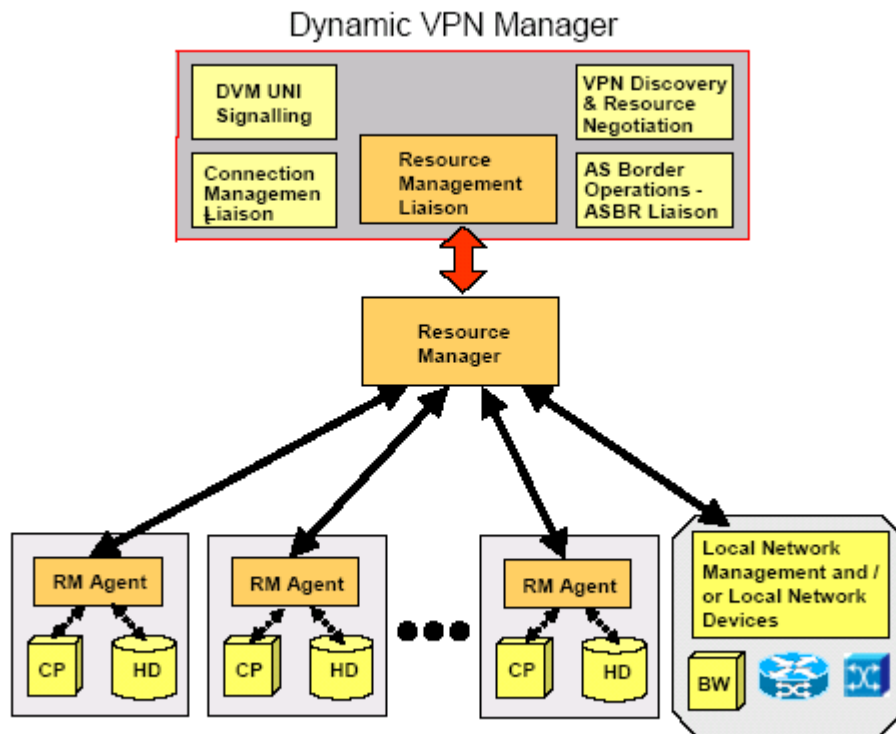 Dynamic VPN Manager
DVM UNI
Signalling
VPN Discovery
& Resource
Negotiation
Connection
Managemen
t Liaison
Resource
Management
Liaison
AS Border
Operations -
ASBR Liaison
Resource
Manager
RM Agent
CP
HD
RM Agent
CP
HD
RM Agent
CP
HD
Local Network
Management and /
or Local Network
Devices
BW